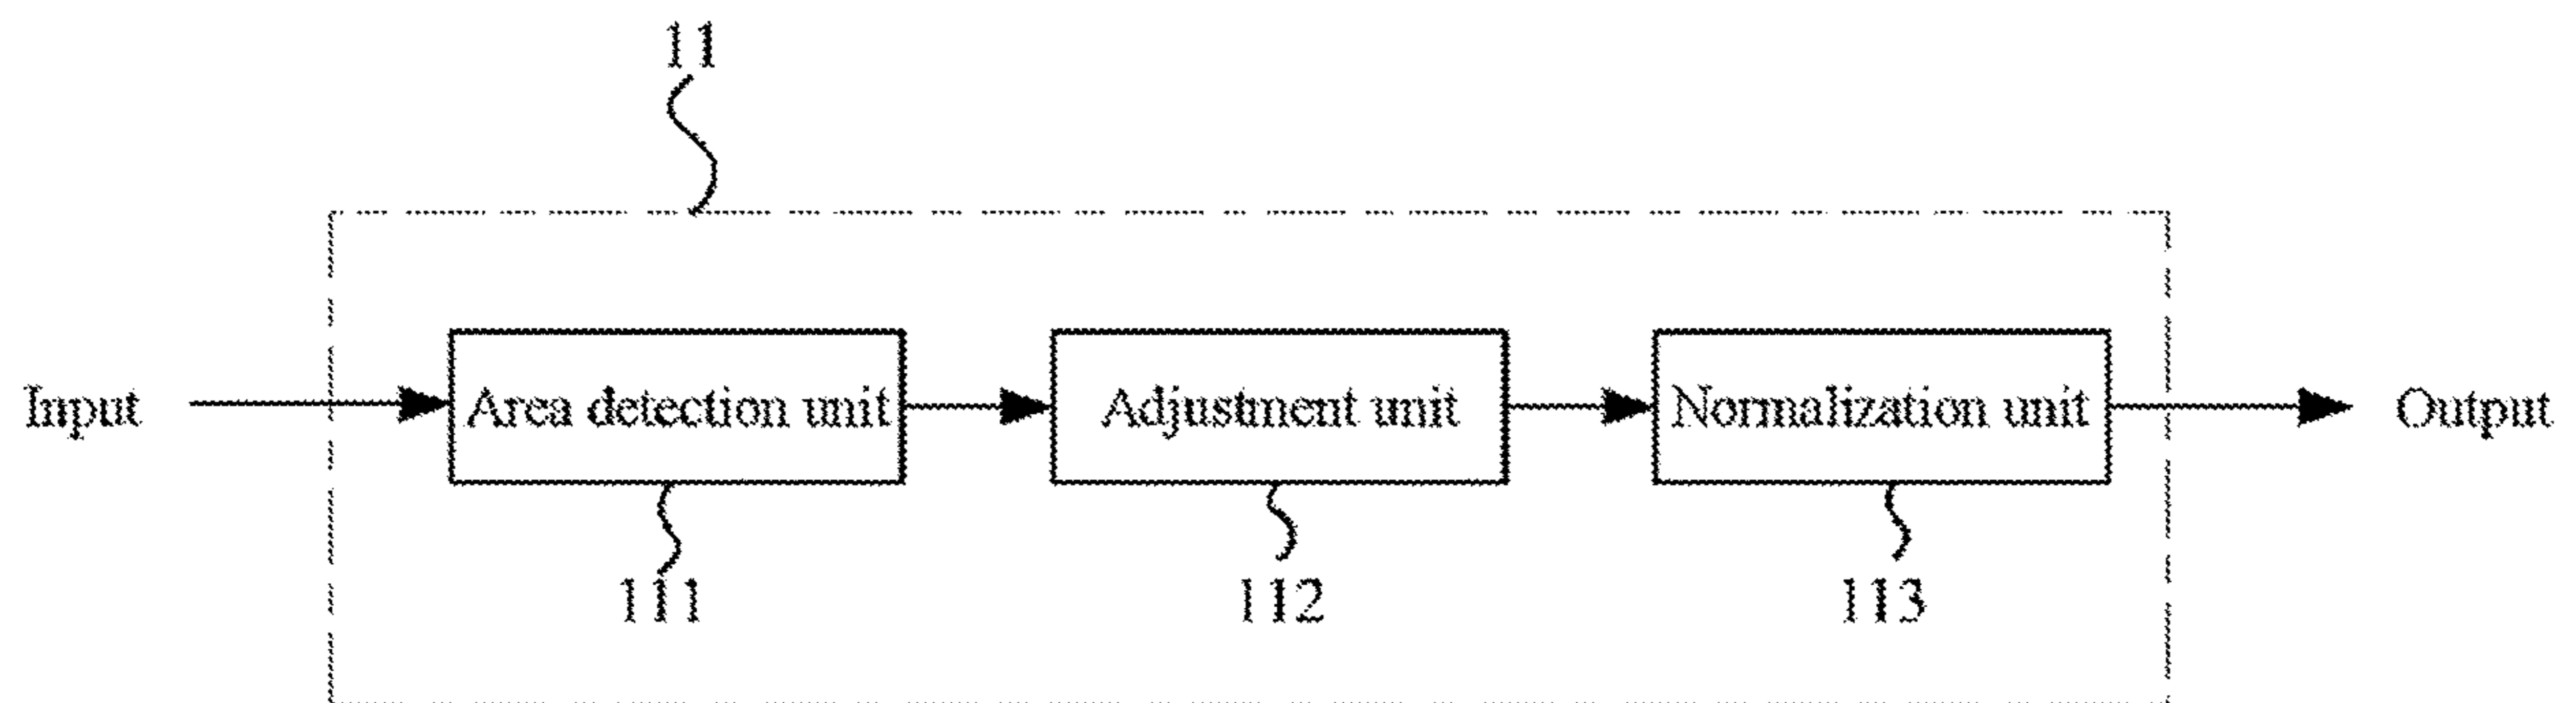 11
Input Area detection unit Adjustment unit Normalization unit Output
111 112 113